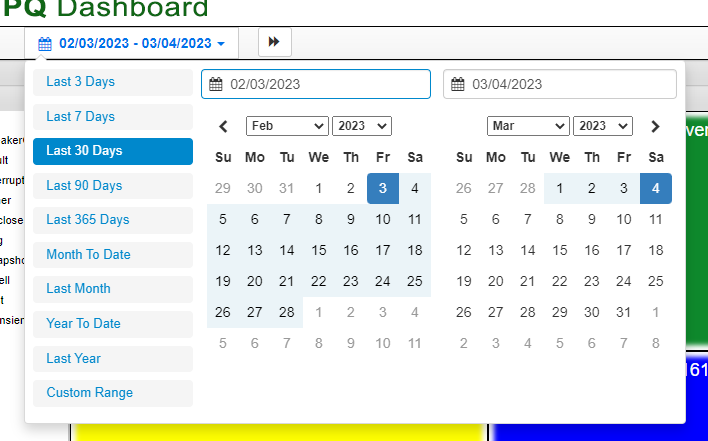 PQ Dashboard
02/03/2023 - 03/04/2023
Last 3 Days
Last 7 Days
Last 30 Days
Last 90 Days
Last 365 Days
Month To Date
Last Month
Year To Date
Last Year
Custom Range
02/03/2023
Feb 2023
Su Mo Tu We Th Fr Sa
29 30 31 1 2 3 4
5 6 7 8 9 10 11
12 13 14 15 16 17 18
19 20 21 22 23 24 25
26 27 28 1 2 3 4
5 6 7 8 9 10 11
03/04/2023
Mar 2023
Su Mo Tu We Th Fr Sa
26 27 28 1 2 3 4
5 6 7 8 9 10 11
12 13 14 15 16 17 18
19 20 21 22 23 24 25
26 27 28 29 30 31 1
2 3 4 5 6 7 8